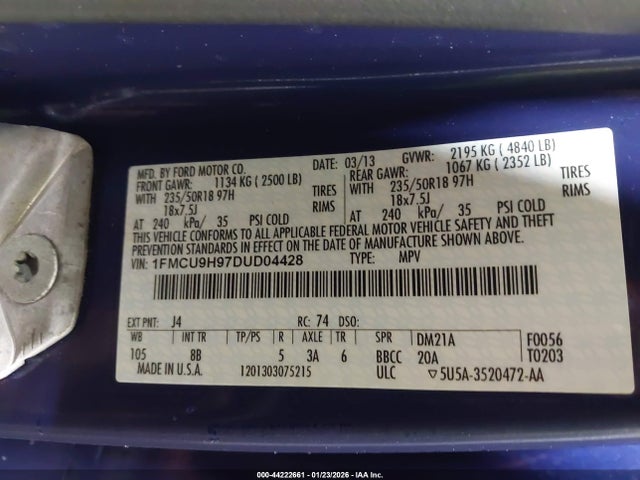 MFD. BY FORD MOTOR CO. DATE: 03/13 GVWR: 2195 KG ( 4840 LB)
FRONT GAWR: 1134 KG ( 2500 LB) REAR GAWR: 1067 KG ( 2352 LB)
WITH 235/50R18 97H TIRES WITH 235/50R18 97H TIRES
18x7.5J RIMS 18x7.5J RIMS
AT 240 kPa/ 35 PSI COLD AT 240 kPa/ 35 PSI COLD
THIS VEHICLE CONFORMS TO ALL APPLICABLE FEDERAL MOTOR VEHICLE SAFETY AND THEFT
PREVENTION STANDARDS IN EFFECT ON THE DATE OF MANUFACTURE SHOWN ABOVE.
VIN: 1FMCU9H97DUD04428 TYPE: MPV
EXT PNT: J4 RC: 74 DSO:
WB INT TR TP/PS R AXLE TR SPR DM21A F0056
105 8B 5 3A 6 BBCC 20A T0203
MADE IN U.S.A. 1201303075215 ULC ▽5U5A-3520472-AA
000-44222661 - 01/23/2026 - IAA Inc.